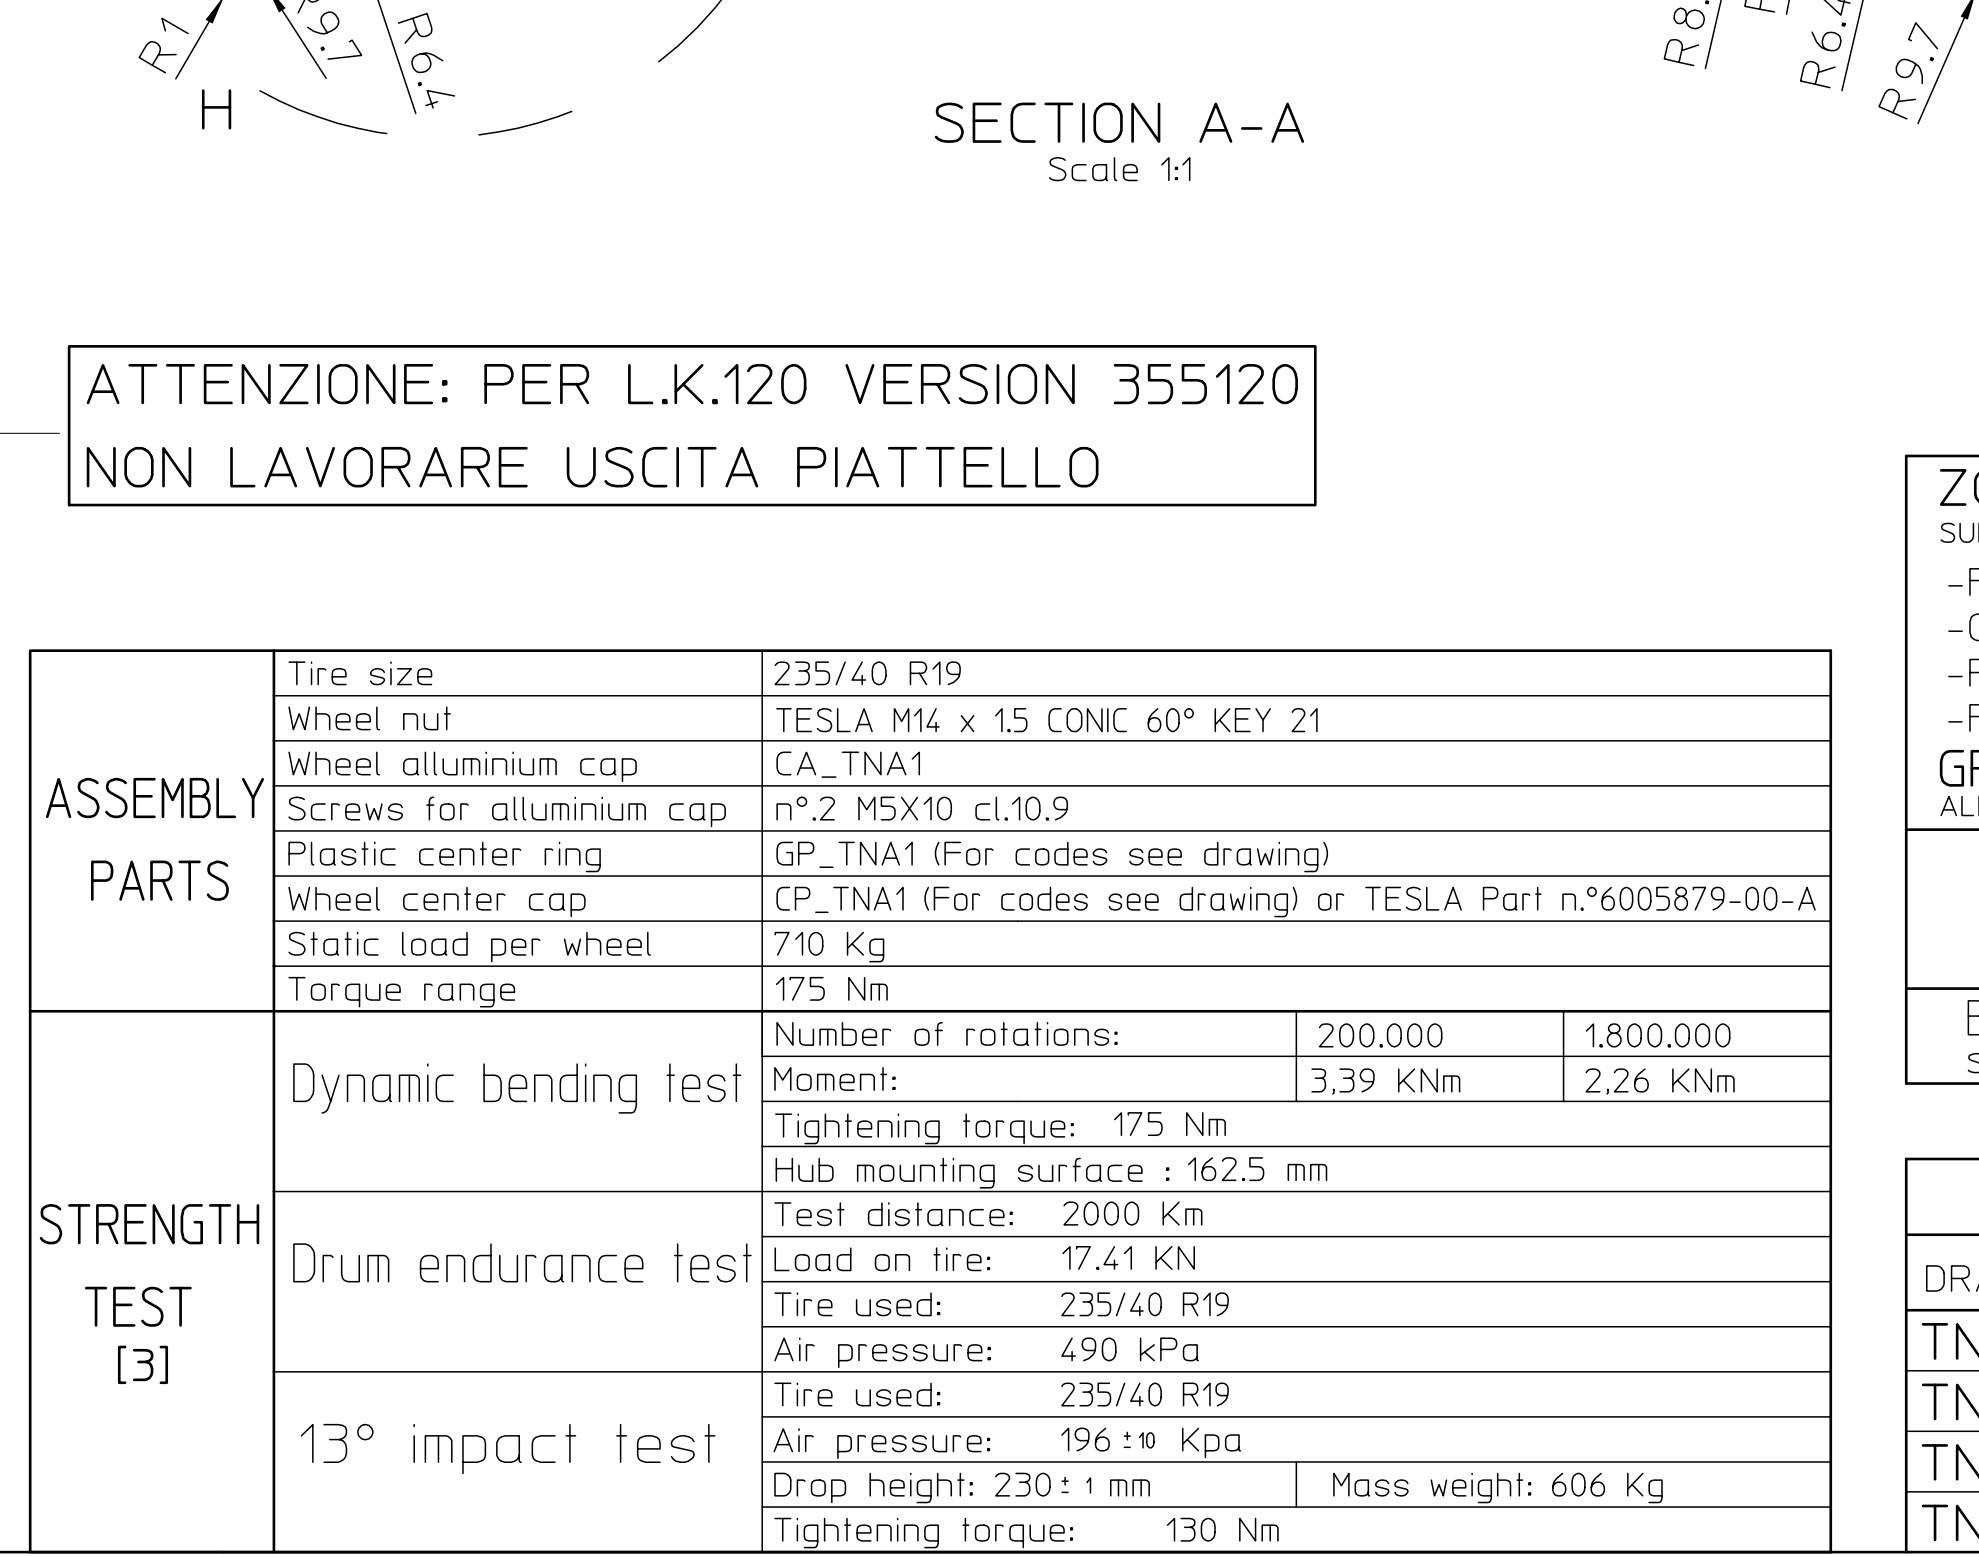 R1
R9.7
R6.4
H
R8.
R6.4
R9.7
SECTION A-A
Scale 1:1
ATTENZIONE: PER L.K.120 VERSION 355120
NON LAVORARE USCITA PIATTELLO
ASSEMBLY
PARTS
Tire size 235/40 R19
Wheel nut TESLA M14 x 1.5 CONIC 60° KEY 21
Wheel alluminium cap CA_TNA1
Screws for alluminium cap n°.2 M5X10 cl.10.9
Plastic center ring GP_TNA1 (For codes see drawing)
Wheel center cap CP_TNA1 (For codes see drawing) or TESLA Part n.°6005879-00-A
Static load per wheel 710 Kg
Torque range 175 Nm
STRENGTH
TEST
[3]
Dynamic bending test
Number of rotations: 200.000 1.800.000
Moment: 3,39 KNm 2,26 KNm
Tightening torque: 175 Nm
Hub mounting surface : 162.5 mm
Drum endurance test
Test distance: 2000 Km
Load on tire: 17.41 KN
Tire used: 235/40 R19
Air pressure: 490 kPa
13° impact test
Tire used: 235/40 R19
Air pressure: 196 ±10 Kpa
Drop height: 230 ± 1 mm Mass weight: 606 Kg
Tightening torque: 130 Nm
TN
TN
TN
TN